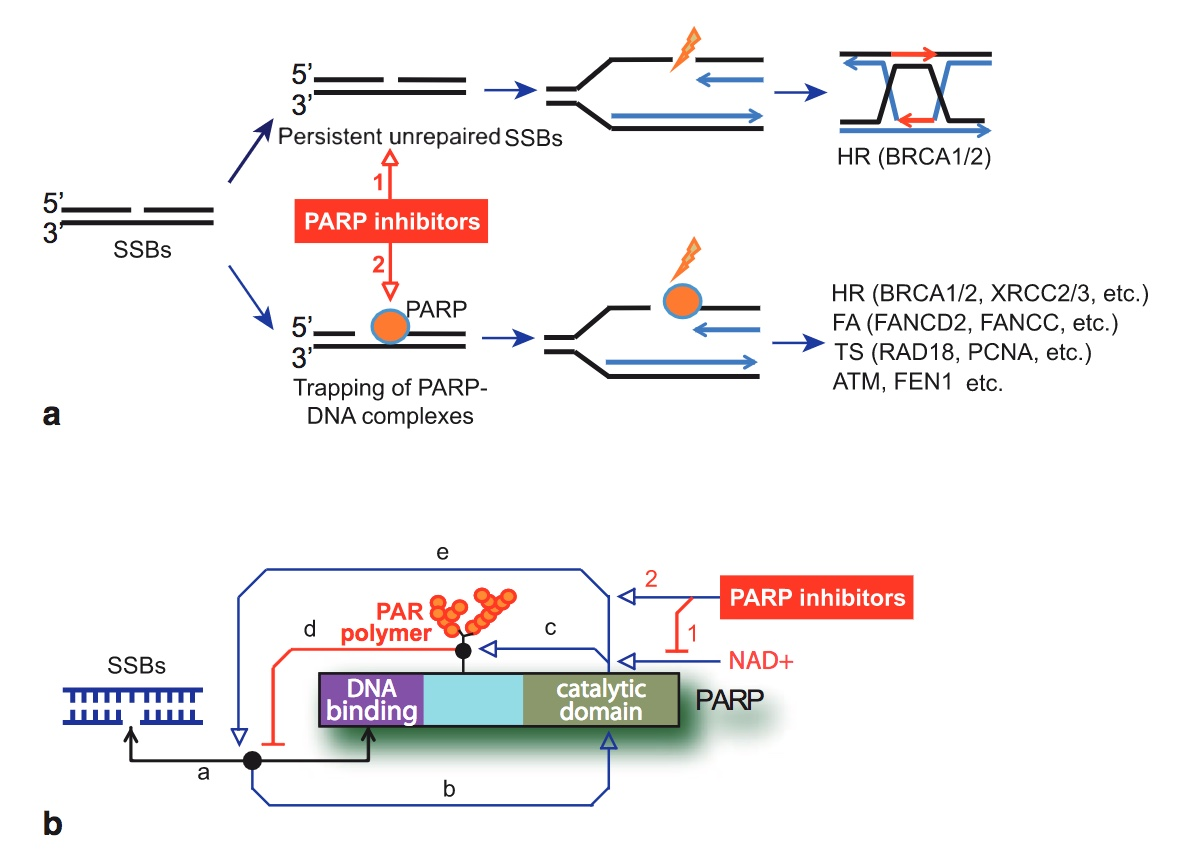 5’
3’
SSBs
5’
3’
Persistent unrepaired SSBs
1
PARP inhibitors
2
PARP
5’
3’
Trapping of PARP-
DNA complexes
HR (BRCA1/2)
HR (BRCA1/2, XRCC2/3, etc.)
FA (FANCD2, FANCC, etc.)
TS (RAD18, PCNA, etc.)
ATM, FEN1 etc.
a
e
2
PARP inhibitors
PAR
polymer
d
c
1
NAD+
SSBs
DNA
binding
catalytic
domain
PARP
a
b
b